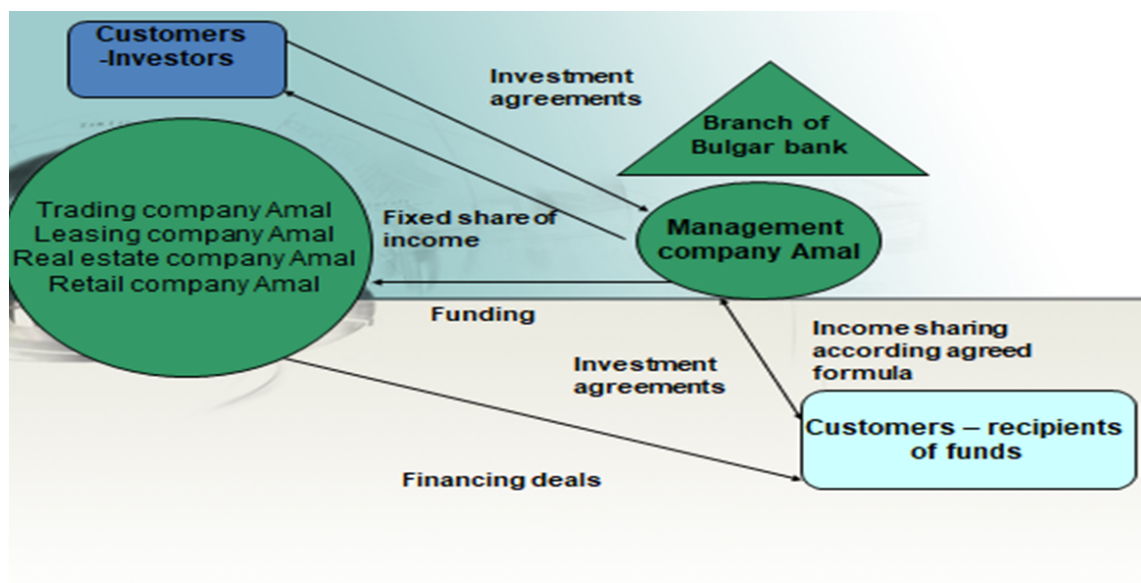 Customers
-Investors
Investment
agreements
Branch of
Bulgar bank
Trading company Amal
Leasing company Amal
Real estate company Amal
Retail company Amal
Fixed share of
income
Management
company Amal
Funding
Income sharing
according agreed
formula
Investment
agreements
Customers – recipients
of funds
Financing deals